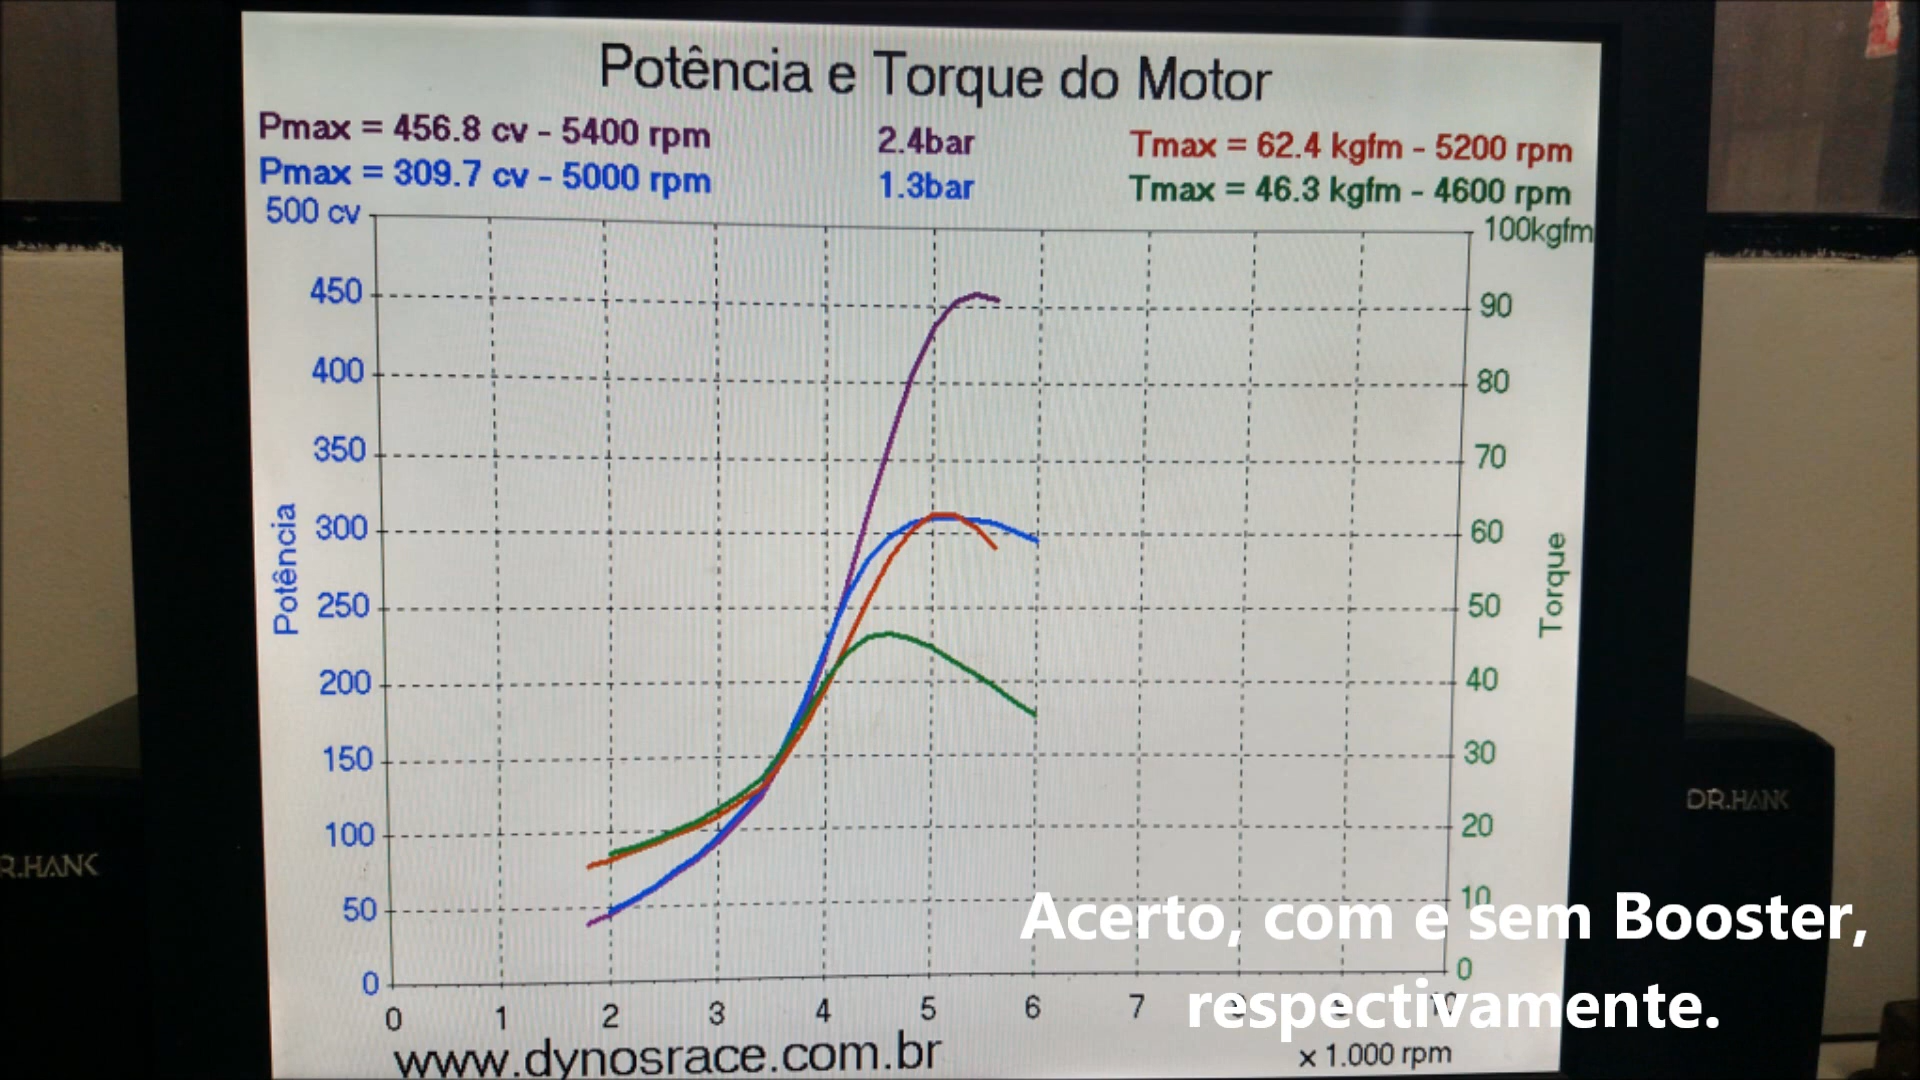 Potência e Torque do Motor
Pmax = 456.8 cv - 5400 rpm 2.4bar Tmax = 62.4 kgfm - 5200 rpm
Pmax = 309.7 cv - 5000 rpm 1.3bar Tmax = 46.3 kgfm - 4600 rpm
500 cv 100kgfm
450 90
400 80
350 70
300 60
250 50
200 40
150 30
100 20
50 10
0 0
Potência
Torque
0 1 2 3 4 5 6 7 10
x 1.000 rpm
www.dynosrace.com.br
DR.HANK
R.HANK
Acerto, com e sem Booster,
respectivamente.